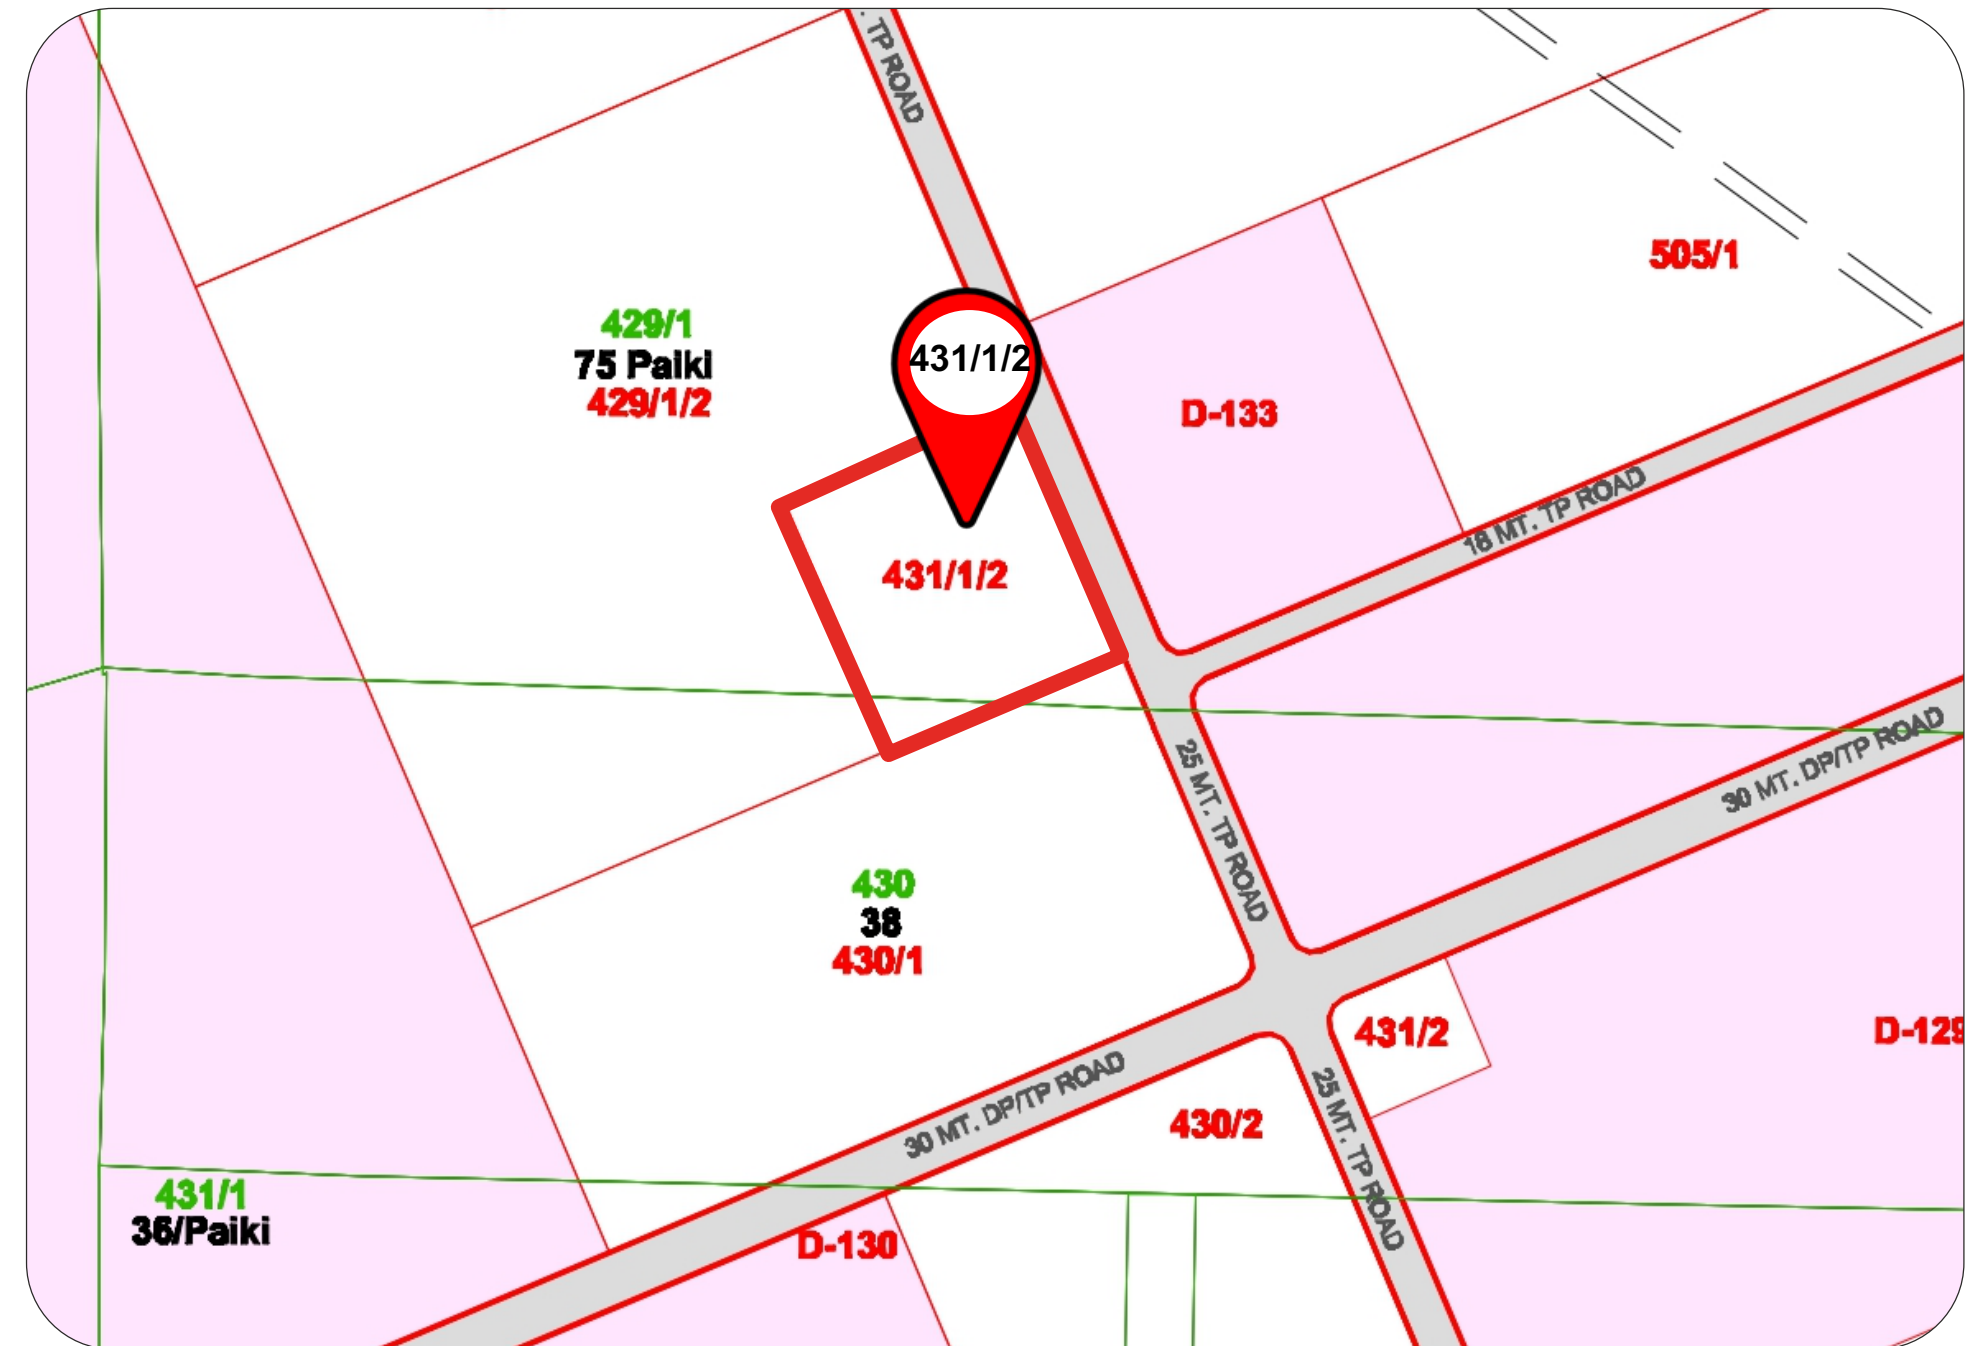 . TP ROAD
505/1
429/1
75 Paiki
429/1/2
431/1/2
D-133
18 MT. TP ROAD
431/1/2
30 MT. DP/TP ROAD
25 MT. TP ROAD
430
38
430/1
431/2
D-129
30 MT. DP/TP ROAD
430/2
25 MT. TP ROAD
431/1
36/Paiki
D-130